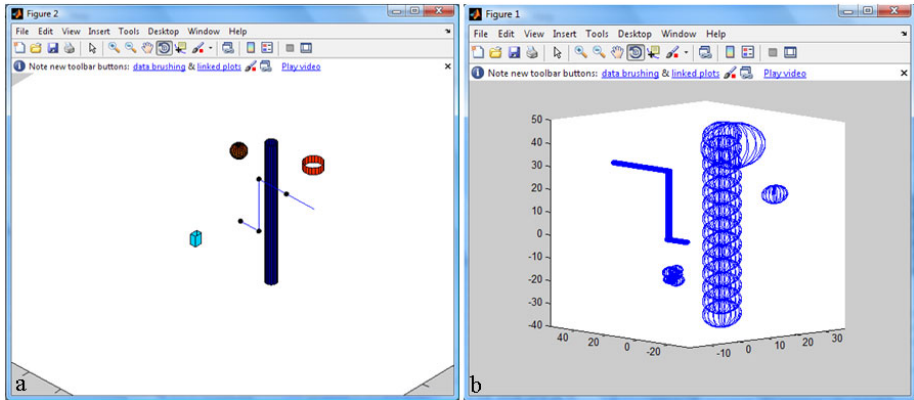 Figure 2
File Edit View Insert Tools Desktop Window Help
Note new toolbar buttons: data brushing & linked plots Play video
a
Figure 1
File Edit View Insert Tools Desktop Window Help
Note new toolbar buttons: data brushing & linked plots Play video
50
40
30
20
10
0
-10
-20
-30
-40
40 20 0 -20
-10 0 10 20 30
b